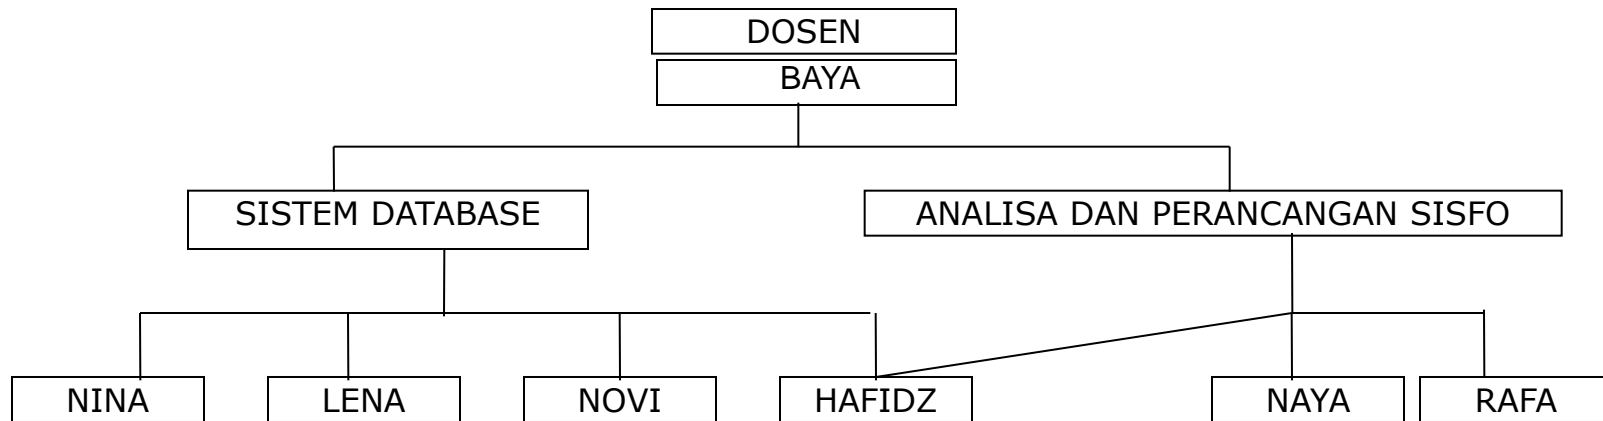 DOSEN
BAYA
SISTEM DATABASE
ANALISA DAN PERANCANGAN SISFO
NINA
LENA
NOVI
HAFIDZ
NAYA
RAFA